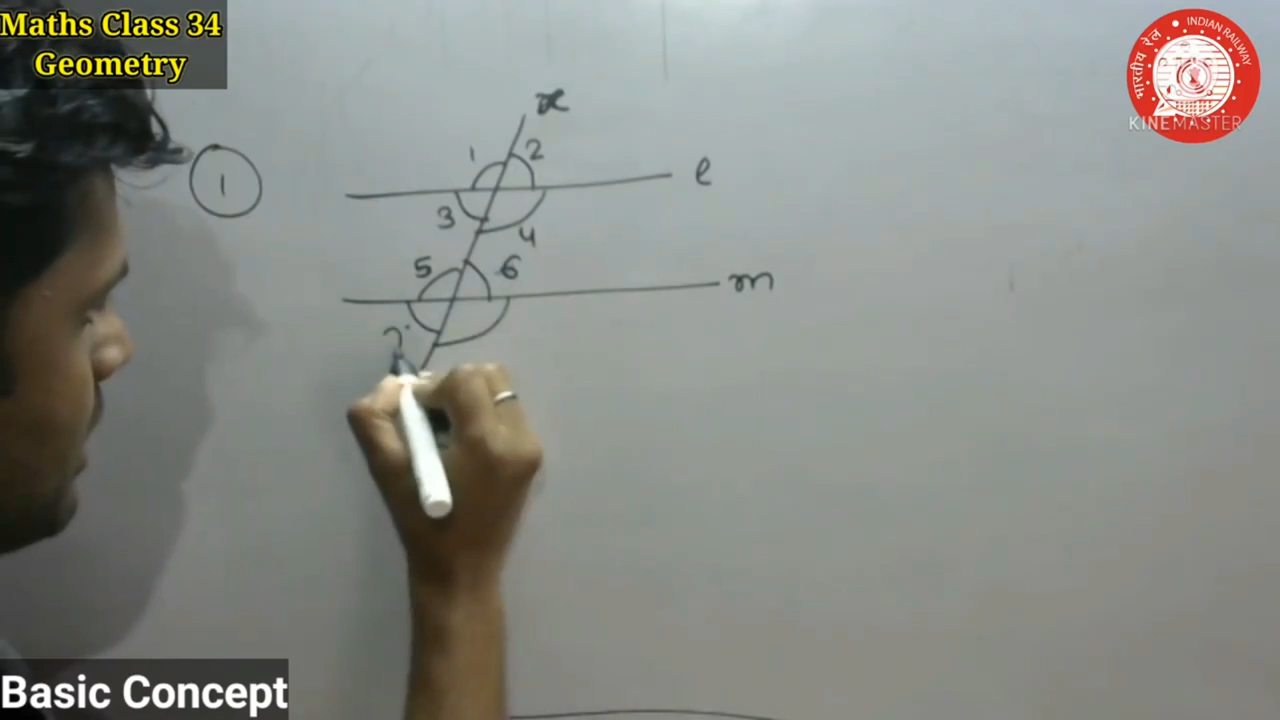 Maths Class 34
Geometry
भारतीय रेल
INDIAN RAILWAY
KINEMASTER
x
1
2
1
l
3
4
5
6
m
7
Basic Concept